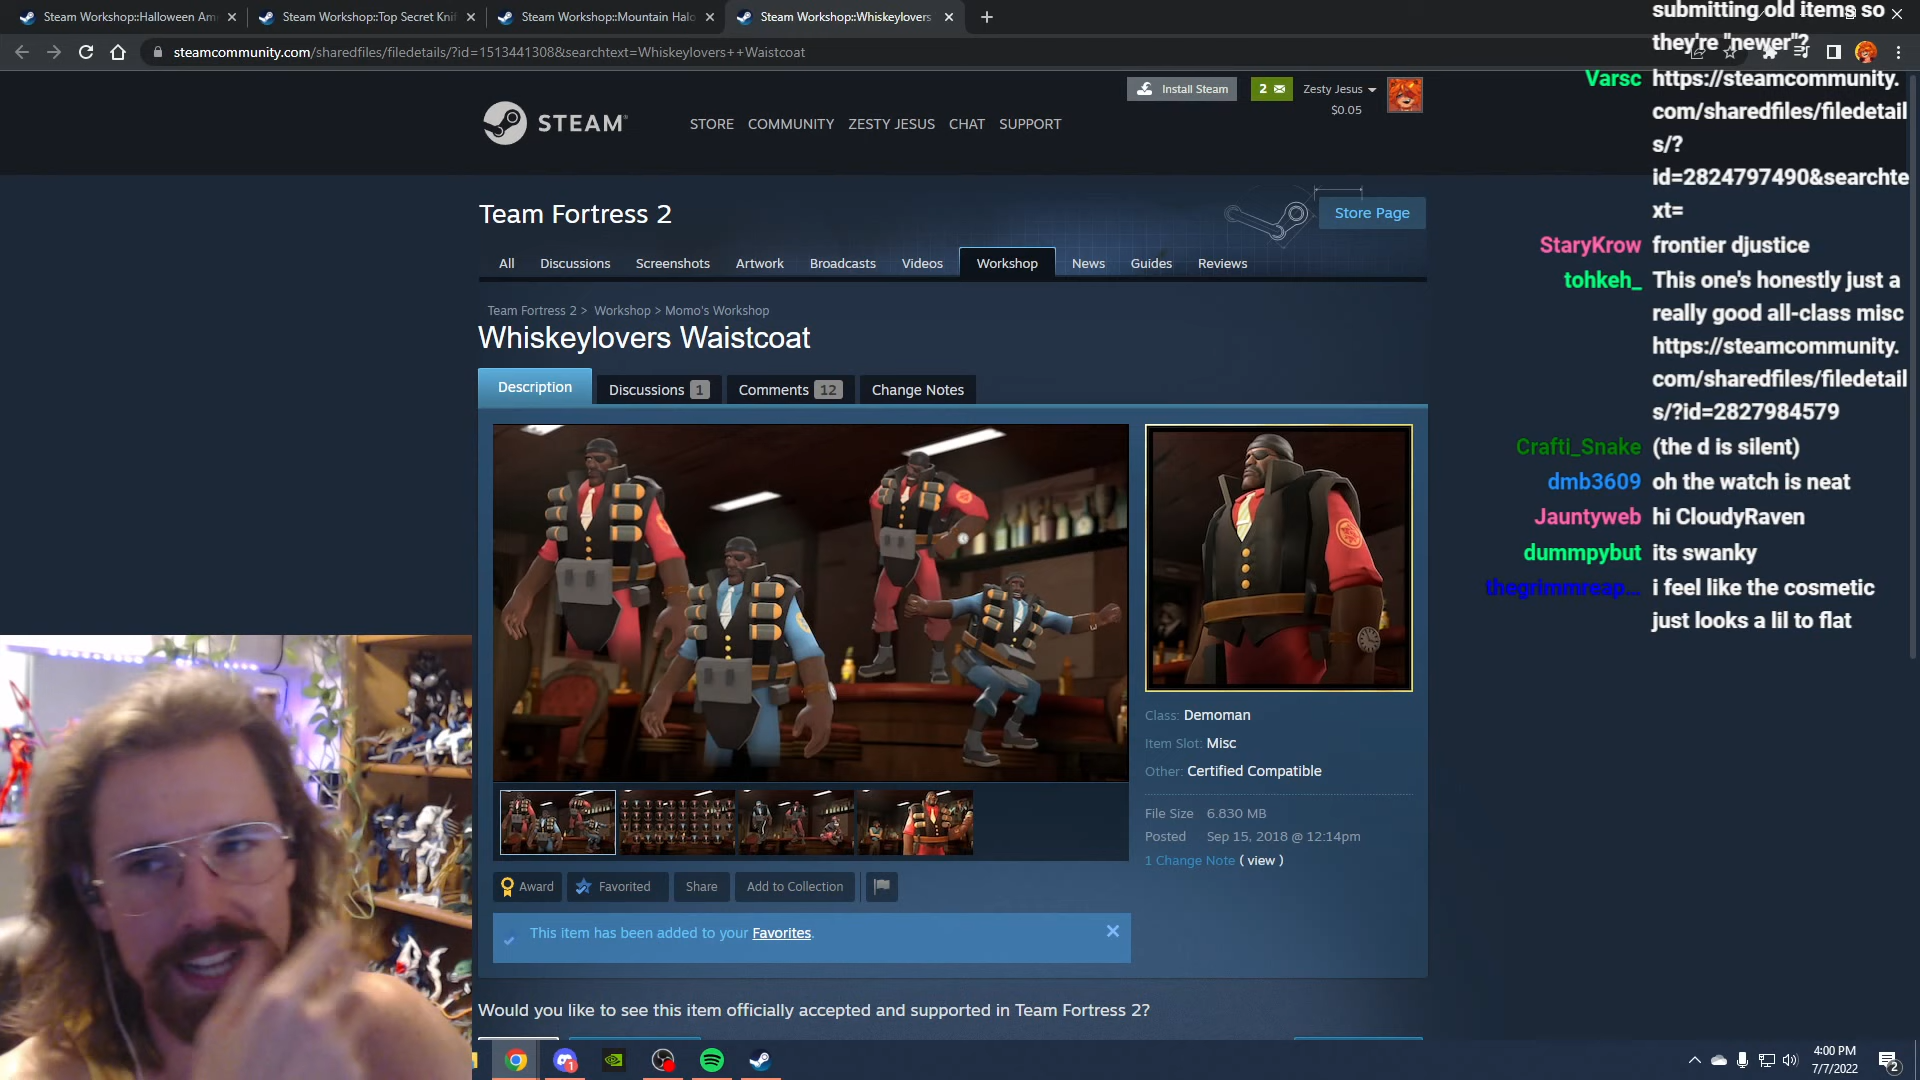 Steam Workshop::Halloween Am
Steam Workshop::Top Secret Knif
Steam Workshop::Mountain Halo
Steam Workshop::Whiskeylovers
steamcommunity.com/sharedfiles/filedetails/?id=1513441308&searchtext=Whiskeylovers++Waistcoat
Install Steam
2
Zesty Jesus
$0.05
STEAM
STORE
COMMUNITY
ZESTY JESUS
CHAT
SUPPORT
Team Fortress 2
Store Page
All
Discussions
Screenshots
Artwork
Broadcasts
Videos
Workshop
News
Guides
Reviews
Team Fortress 2 > Workshop > Momo's Workshop
Whiskeylovers Waistcoat
Description
Discussions 1
Comments 12
Change Notes
Class: Demoman
Item Slot: Misc
Other: Certified Compatible
File Size 6.830 MB
Posted Sep 15, 2018 @ 12:14pm
1 Change Note ( view )
Award
Favorited
Share
Add to Collection
This item has been added to your Favorites.
Would you like to see this item officially accepted and supported in Team Fortress 2?
submitting old items so
they're "newer"?
Varsc https://steamcommunity.
com/sharedfiles/filedetail
s/?
id=2824797490&searchte
xt=
StaryKrow frontier djustice
tohkeh_ This one's honestly just a
really good all-class misc
https://steamcommunity.
com/sharedfiles/filedetail
s/?id=2827984579
Crafti_Snake (the d is silent)
dmb3609 oh the watch is neat
Jauntyweb hi CloudyRaven
dummpybut its swanky
thegrimmreap... i feel like the cosmetic
just looks a lil to flat
1
4:00 PM
7/7/2022
2